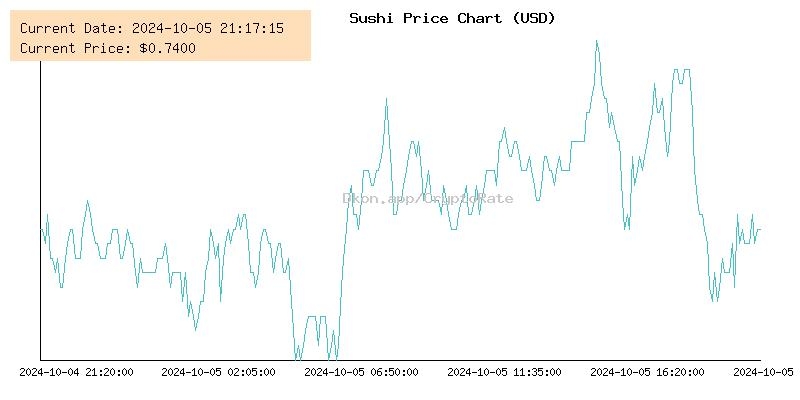 Sushi Price Chart (USD)
Current Date: 2024-10-05 21:17:15
Current Price: $0.7400
Dkon.app/CryptoRate
2024-10-04 21:20:00 2024-10-05 02:05:00 2024-10-05 06:50:00 2024-10-05 11:35:00 2024-10-05 16:20:00 2024-10-05